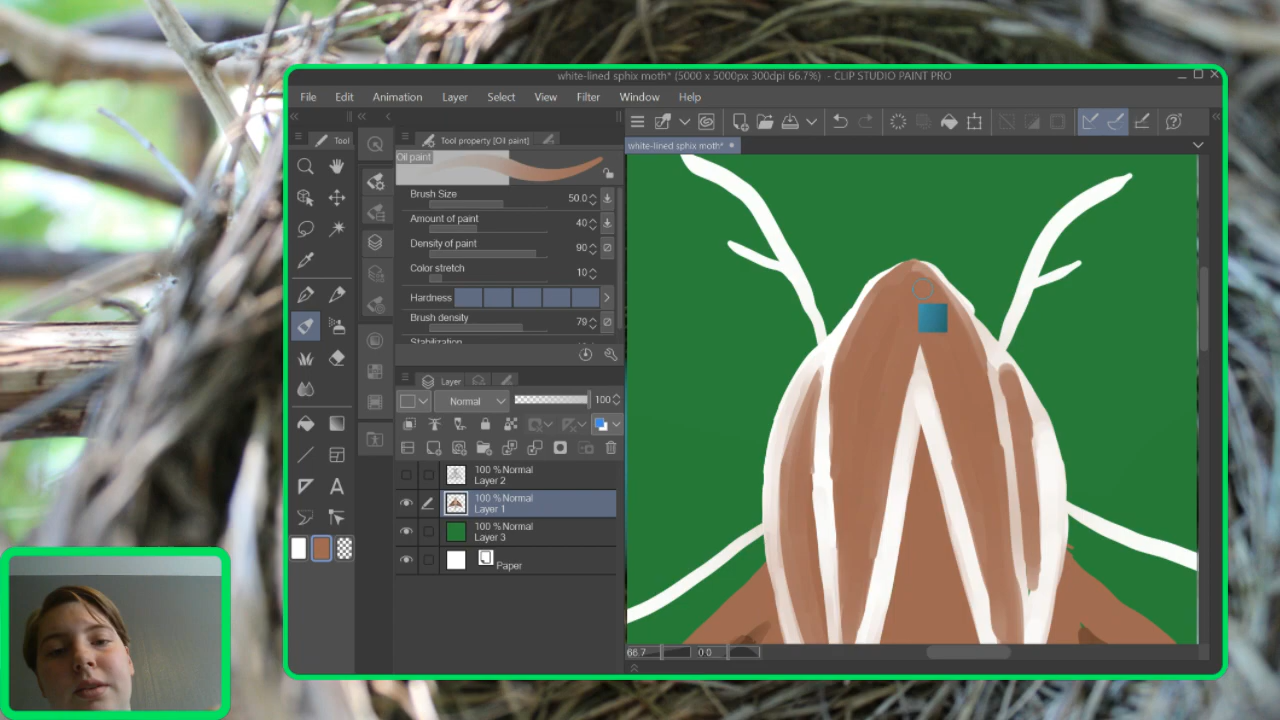 white-lined sphix moth* (5000 x 5000px 300dpi 66.7%) - CLIP STUDIO PAINT PRO
File Edit Animation Layer Select View Filter Window Help
Tool
Tool property [Oil paint]
white-lined sphix moth*
Oil paint
Brush Size 50.0
Amount of paint 40
Density of paint 90
Color stretch 10
Hardness
Brush density 79
Layer
Normal 100
100 % Normal
Layer 2
100 % Normal
Layer 1
100 % Normal
Layer 3
Paper
66.7 0.0